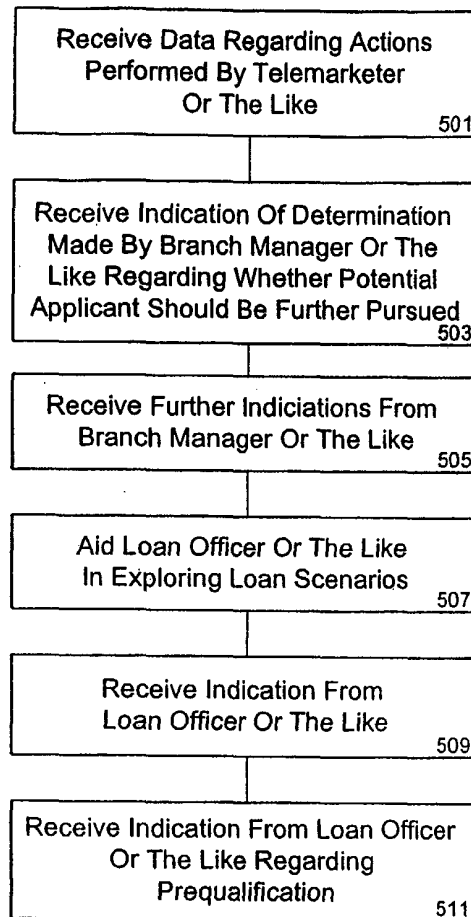 Receive Data Regarding Actions
Performed By Telemarketer
Or The Like
501
Receive Indication Of Determination
Made By Branch Manager Or The
Like Regarding Whether Potential
Applicant Should Be Further Pursued
503
Receive Further Indiciations From
Branch Manager Or The Like
505
Aid Loan Officer Or The Like
In Exploring Loan Scenarios
507
Receive Indication From
Loan Officer Or The Like
509
Receive Indication From Loan Officer
Or The Like Regarding
Prequalification
511